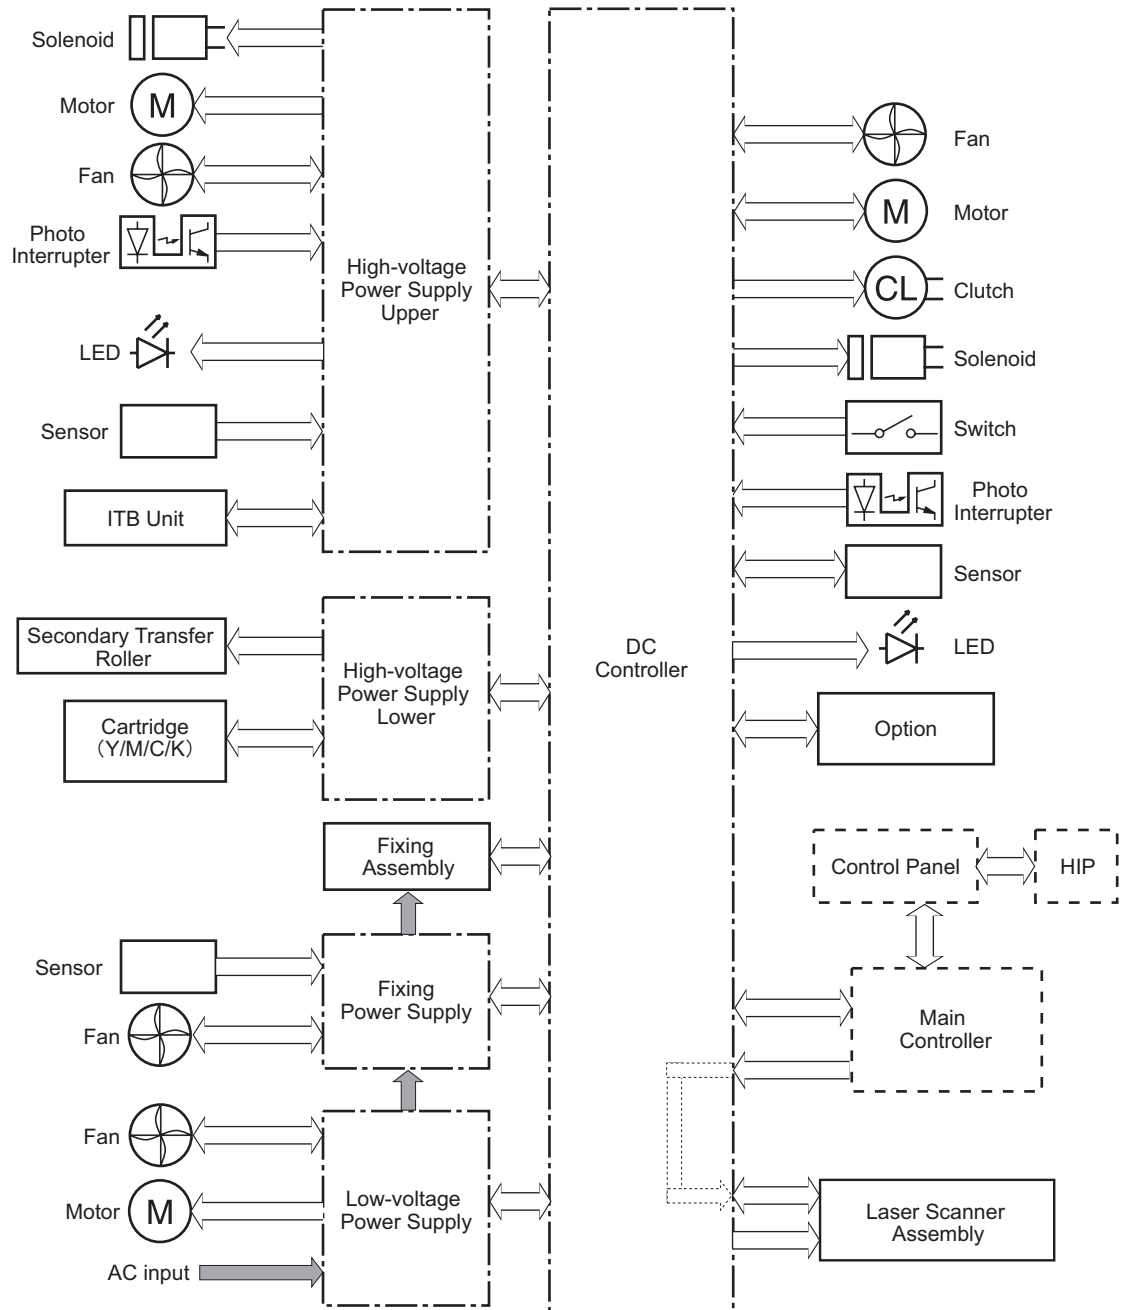 Solenoid
Motor
M
Fan
Photo
Interrupter
LED
Sensor
ITB Unit
High-voltage
Power Supply
Upper
Secondary Transfer
Roller
Cartridge
（Y/M/C/K）
High-voltage
Power Supply
Lower
Fixing
Assembly
Sensor
Fan
Fixing
Power Supply
Fan
Motor
M
AC input
Low-voltage
Power Supply
DC
Controller
Fan
M
Motor
CL
Clutch
Solenoid
Switch
Photo
Interrupter
Sensor
LED
Option
Control Panel
HIP
Main
Controller
Laser Scanner
Assembly